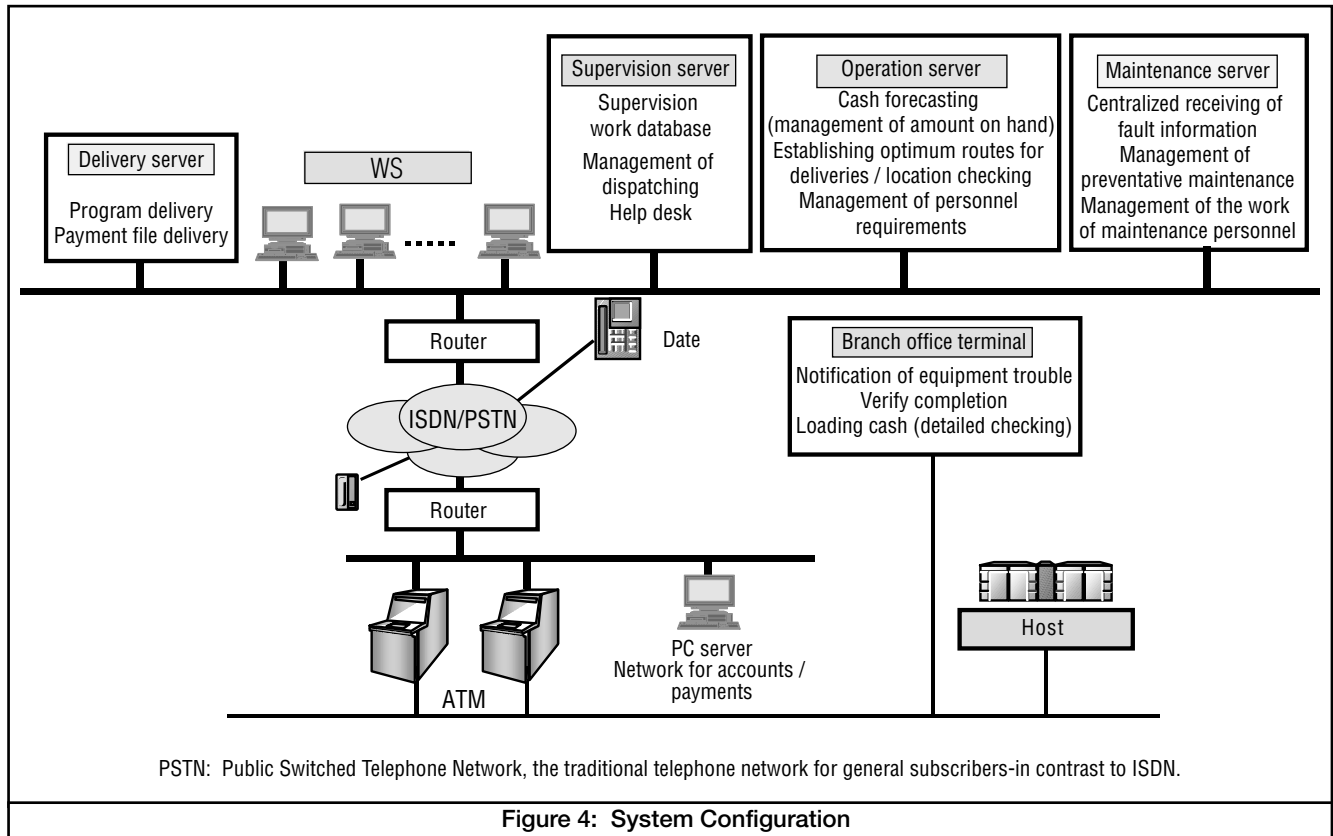 Delivery server
Program delivery
Payment file delivery
WS
Supervision server
Supervision
work database
Management of
dispatching
Help desk
Operation server
Cash forecasting
(management of amount on hand)
Establishing optimum routes for
deliveries / location checking
Management of personnel
requirements
Maintenance server
Centralized receiving of
fault information
Management of
preventative maintenance
Management of the work
of maintenance personnel
Router
Date
ISDN/PSTN
Router
Branch office terminal
Notification of equipment trouble
Verify completion
Loading cash (detailed checking)
PC server
Network for accounts /
payments
ATM
Host
PSTN: Public Switched Telephone Network, the traditional telephone network for general subscribers-in contrast to ISDN.
Figure 4: System Configuration